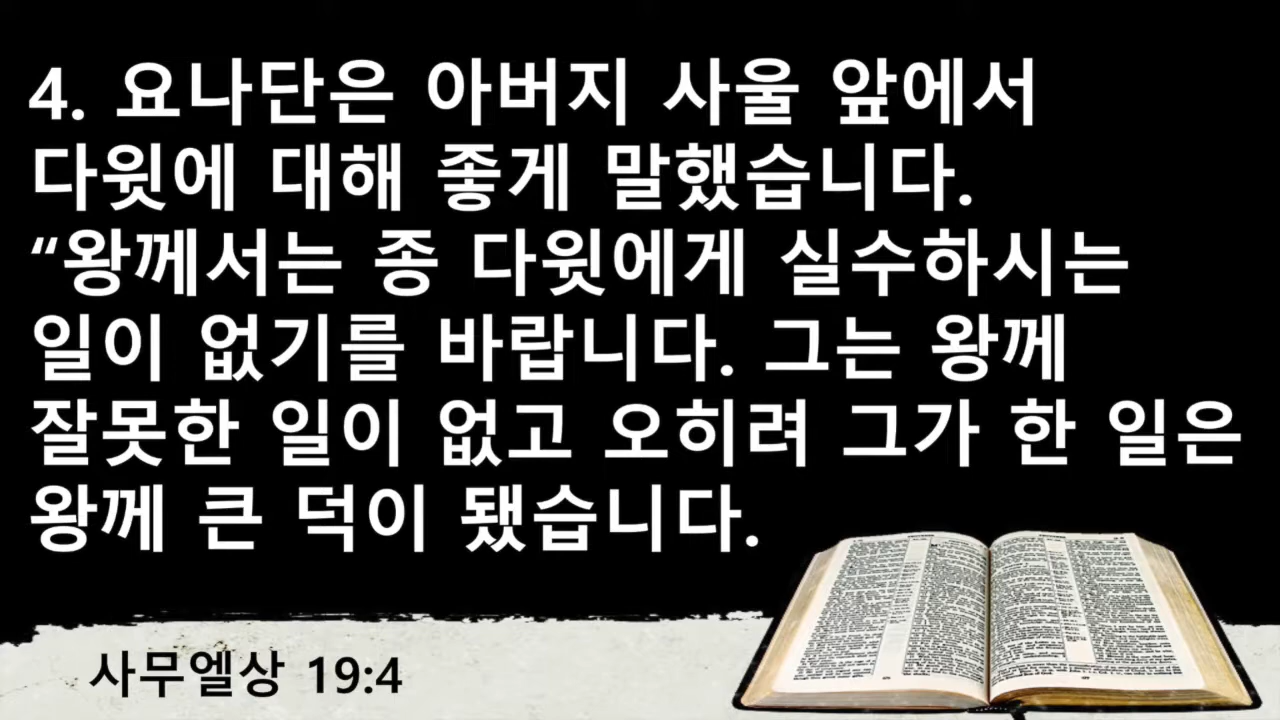 4. 요나단은 아버지 사울 앞에서
다윗에 대해 좋게 말했습니다.
“왕께서는 종 다윗에게 실수하시는
일이 없기를 바랍니다. 그는 왕께
잘못한 일이 없고 오히려 그가 한 일은
왕께 큰 덕이 됐습니다.
사무엘상 19:4